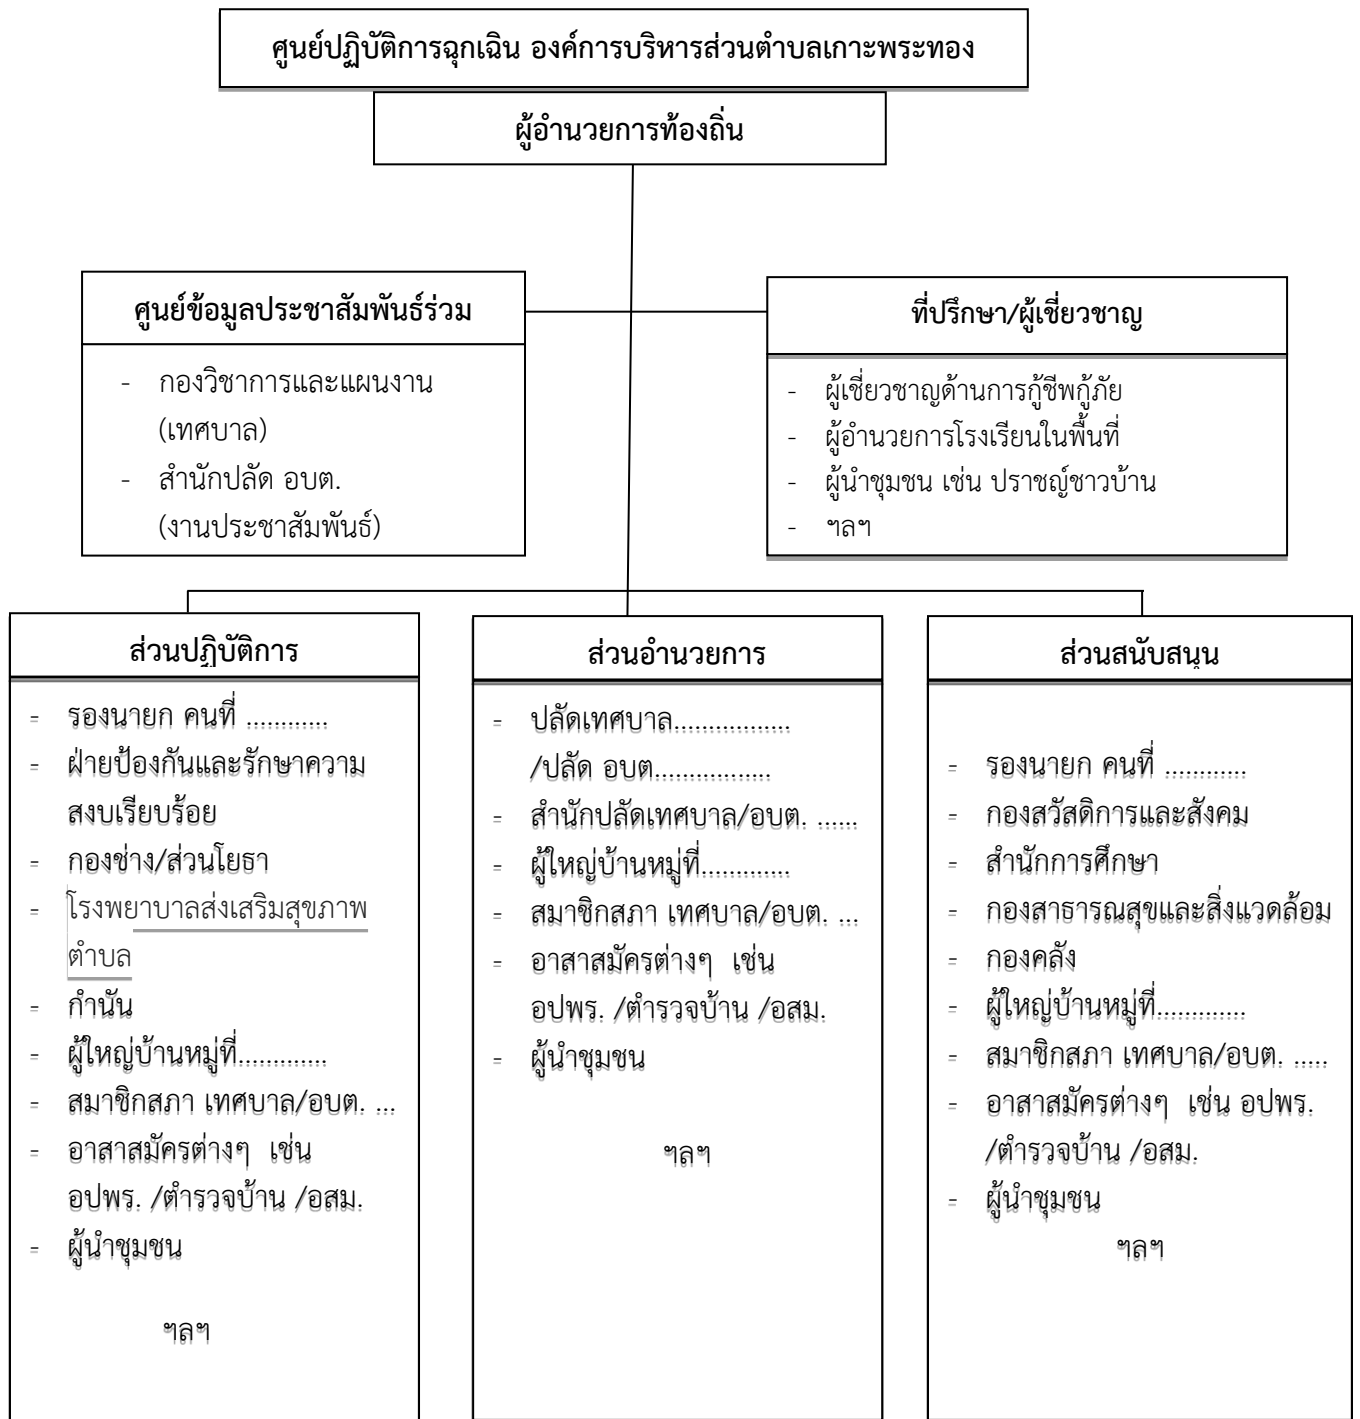 ศูนย์ปฏิบัติการฉุกเฉิน องค์การบริหารส่วนตำบลเกาะพระทอง
ผู้อำนวยการท้องถิ่น
ศูนย์ข้อมูลประชาสัมพันธ์ร่วม
- กองวิชาการและแผนงาน
(เทศบาล)
- สำนักปลัด อบต.
(งานประชาสัมพันธ์)
ที่ปรึกษา/ผู้เชี่ยวชาญ
- ผู้เชี่ยวชาญด้านการกู้ชีพกู้ภัย
- ผู้อำนวยการโรงเรียนในพื้นที่
- ผู้นำชุมชน เช่น ปราชญ์ชาวบ้าน
- ฯลฯ
ส่วนปฏิบัติการ
- รองนายก คนที่ ............
- ฝ่ายป้องกันและรักษาความ
สงบเรียบร้อย
- กองช่าง/ส่วนโยธา
- โรงพยาบาลส่งเสริมสุขภาพ
ตำบล
- กำนัน
- ผู้ใหญ่บ้านหมู่ที่.............
- สมาชิกสภา เทศบาล/อบต. ...
- อาสาสมัครต่างๆ เช่น
อปพร. /ตำรวจบ้าน /อสม.
- ผู้นำชุมชน
ฯลฯ
ส่วนอำนวยการ
- ปลัดเทศบาล.................
/ปลัด อบต.................
- สำนักปลัดเทศบาล/อบต. ......
- ผู้ใหญ่บ้านหมู่ที่.............
- สมาชิกสภา เทศบาล/อบต. ...
- อาสาสมัครต่างๆ เช่น
อปพร. /ตำรวจบ้าน /อสม.
- ผู้นำชุมชน
ฯลฯ
ส่วนสนับสนุน
- รองนายก คนที่ ............
- กองสวัสดิการและสังคม
- สำนักการศึกษา
- กองสาธารณสุขและสิ่งแวดล้อม
- กองคลัง
- ผู้ใหญ่บ้านหมู่ที่.............
- สมาชิกสภา เทศบาล/อบต. .....
- อาสาสมัครต่างๆ เช่น อปพร.
/ตำรวจบ้าน /อสม.
- ผู้นำชุมชน
ฯลฯ